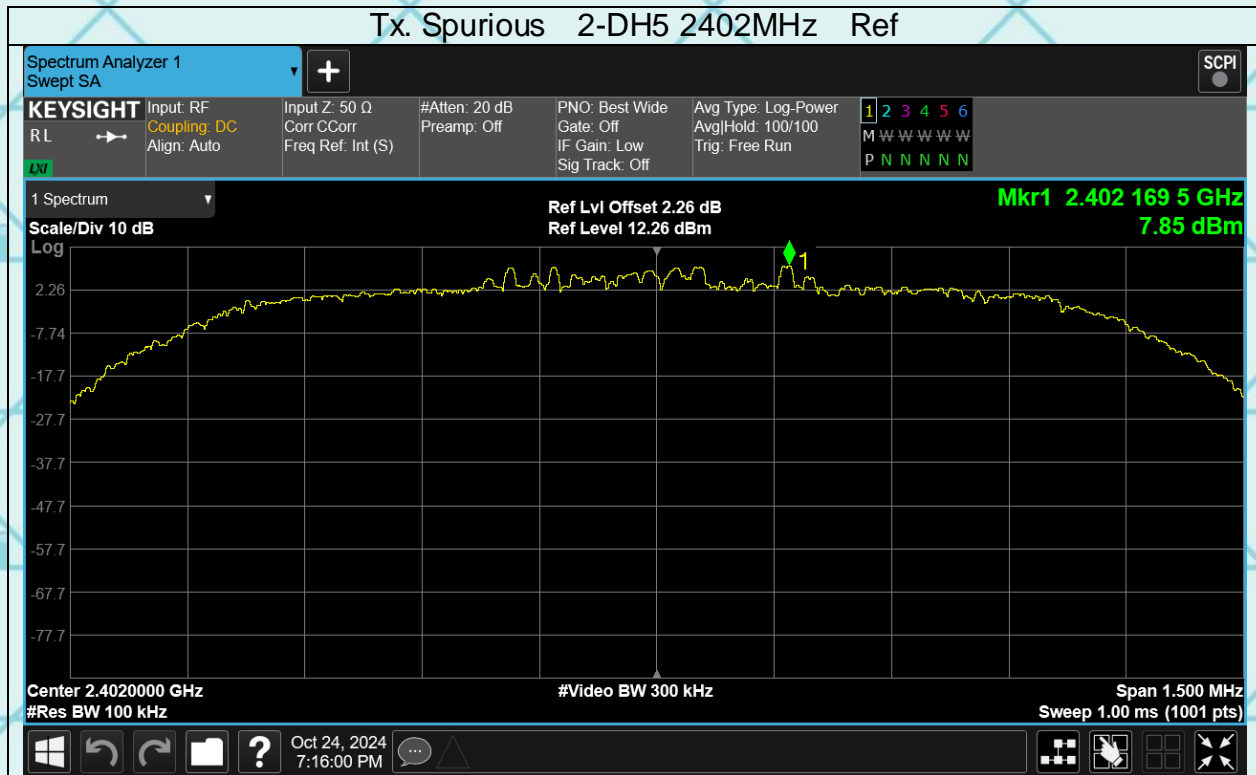 Tx. Spurious 2-DH5 2402MHz Ref
Spectrum Analyzer 1
Swept SA
SCPI
KEYSIGHT
R L
LXI
Input: RF
Coupling: DC
Align: Auto
Input Z: 50 Ω
Corr CCorr
Freq Ref: Int (S)
#Atten: 20 dB
Preamp: Off
PNO: Best Wide
Gate: Off
IF Gain: Low
Sig Track: Off
Avg Type: Log-Power
Avg|Hold: 100/100
Trig: Free Run
1 2 3 4 5 6
M W W W W W
P N N N N N
1 Spectrum
Scale/Div 10 dB
Ref Lvl Offset 2.26 dB
Ref Level 12.26 dBm
Mkr1 2.402 169 5 GHz
7.85 dBm
Log
1
2.26
-7.74
-17.7
-27.7
-37.7
-47.7
-57.7
-67.7
-77.7
Center 2.4020000 GHz
#Res BW 100 kHz
#Video BW 300 kHz
Span 1.500 MHz
Sweep 1.00 ms (1001 pts)
?
Oct 24, 2024
7:16:00 PM